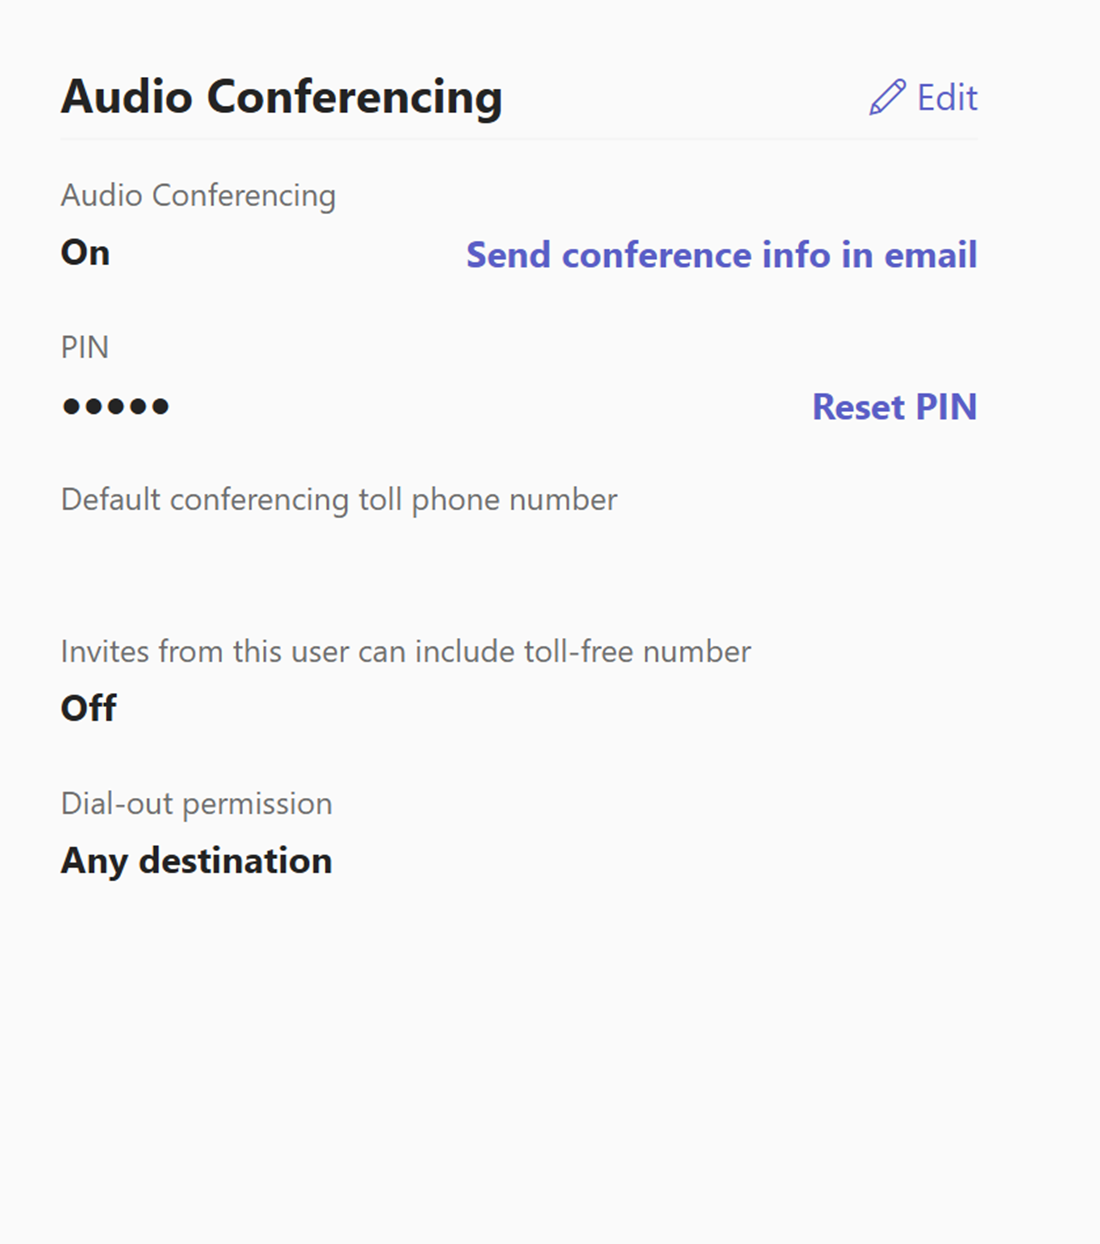 Audio Conferencing
Edit
Audio Conferencing
On
Send conference info in email
PIN
●●●●●
Reset PIN
Default conferencing toll phone number
Invites from this user can include toll-free number
Off
Dial-out permission
Any destination